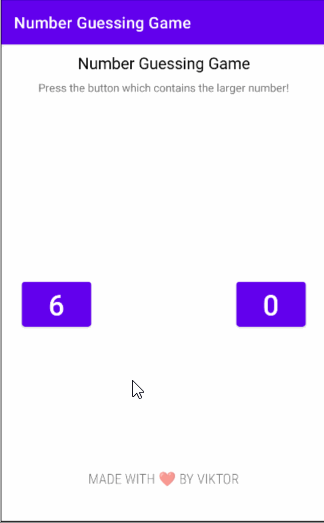 Number Guessing Game
Number Guessing Game
Press the button which contains the larger number!
6 0
MADE WITH ❤️ BY VIKTOR